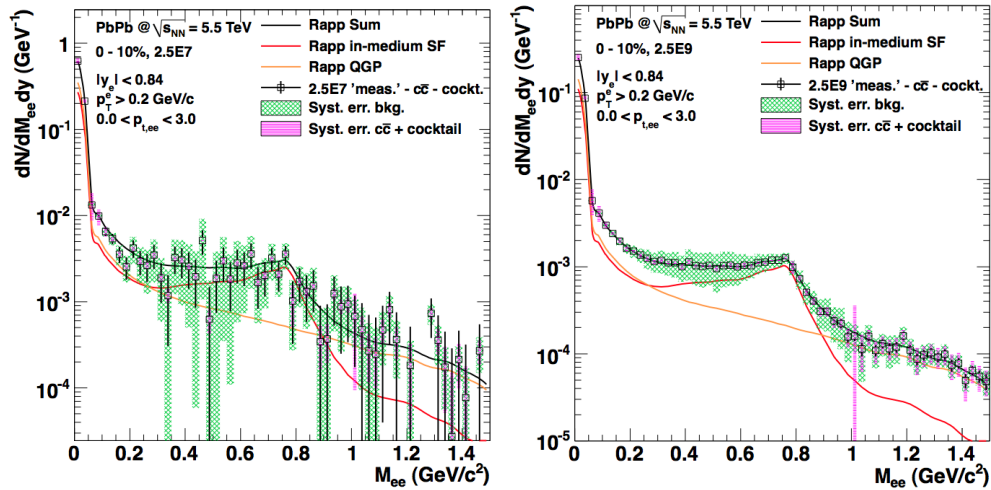 PbPb @ √s_NN = 5.5 TeV
0 - 10%, 2.5E7
|y_e| < 0.84
p_T^e > 0.2 GeV/c
0.0 < p_t,ee < 3.0
Rapp Sum
Rapp in-medium SF
Rapp QGP
2.5E7 'meas.' - cc̄ - cockt.
Syst. err. bkg.
Syst. err. cc̄ + cocktail
dN/dM_ee dy (GeV⁻¹)
1
10⁻¹
10⁻²
10⁻³
10⁻⁴
0 0.2 0.4 0.6 0.8 1 1.2 1.4
M_ee (GeV/c²)
PbPb @ √s_NN = 5.5 TeV
0 - 10%, 2.5E9
|y_e| < 0.84
p_T^e > 0.2 GeV/c
0.0 < p_t,ee < 3.0
Rapp Sum
Rapp in-medium SF
Rapp QGP
2.5E9 'meas.' - cc̄ - cockt.
Syst. err. bkg.
Syst. err. cc̄ + cocktail
dN/dM_ee dy (GeV⁻¹)
1
10⁻¹
10⁻²
10⁻³
10⁻⁴
10⁻⁵
0 0.2 0.4 0.6 0.8 1 1.2 1.4
M_ee (GeV/c²)